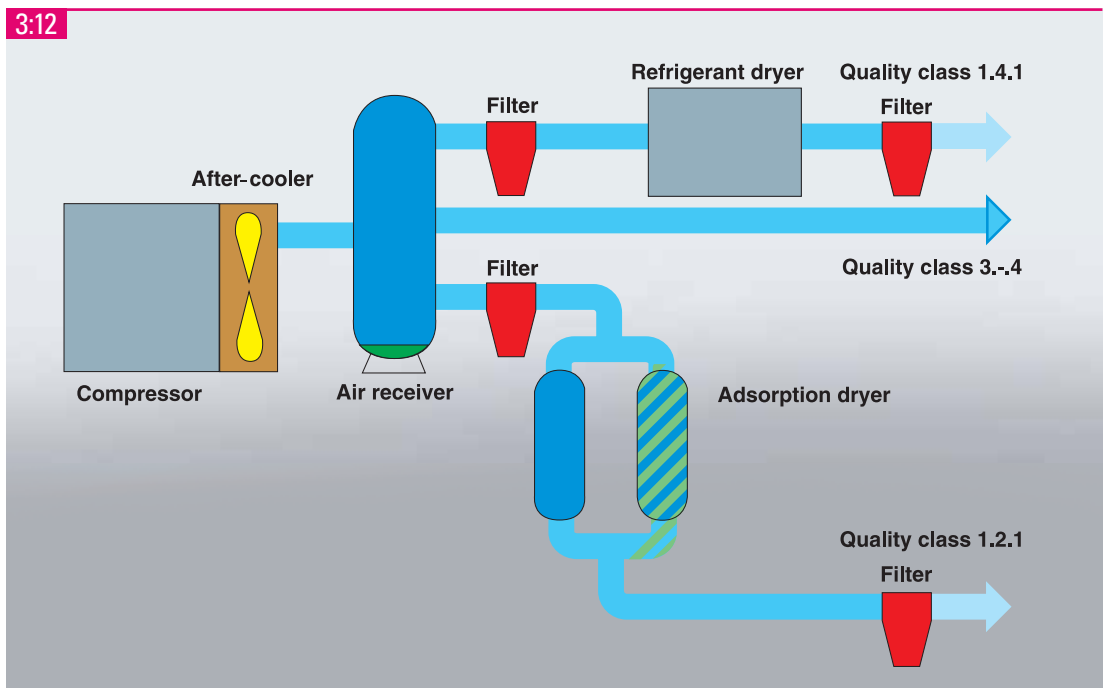 3:12
Refrigerant dryer
Quality class 1.4.1
Filter
Filter
After-cooler
Filter
Quality class 3.-.4
Compressor
Air receiver
Adsorption dryer
Quality class 1.2.1
Filter